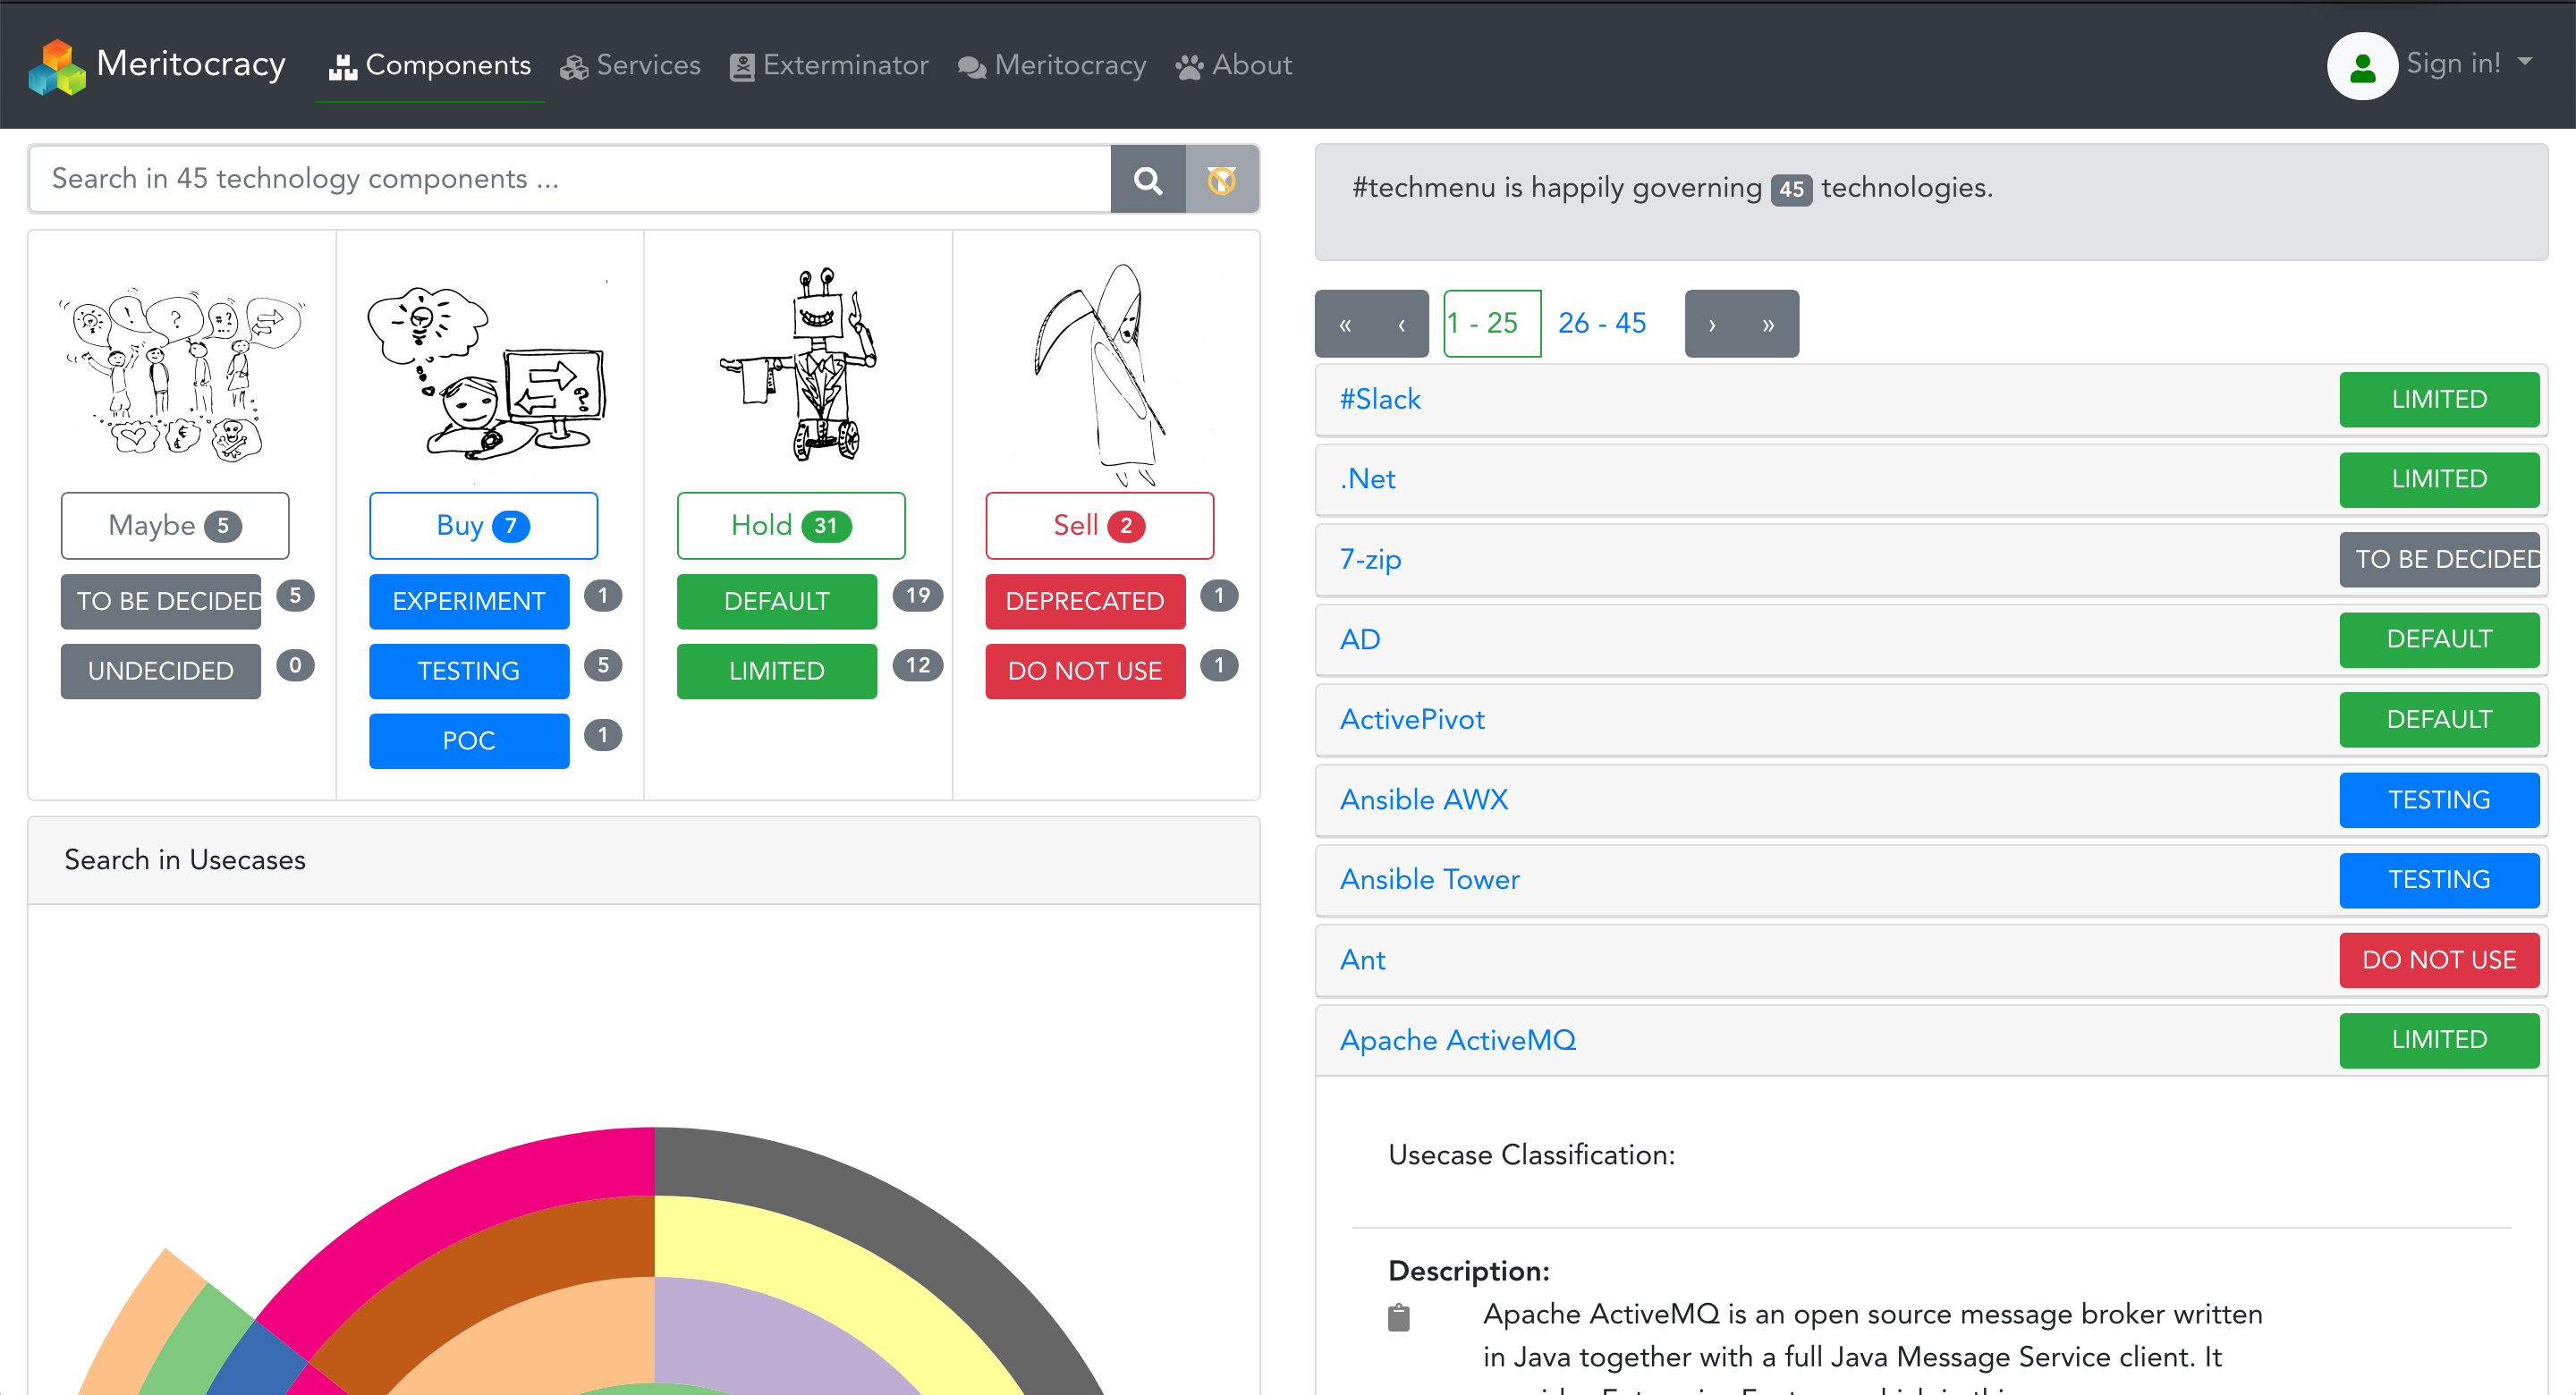 Meritocracy Components Services Exterminator Meritocracy About Sign in!
Search in 45 technology components ...
Maybe 5
TO BE DECIDED 5
UNDECIDED 0
Buy 7
EXPERIMENT 1
TESTING 5
POC 1
Hold 31
DEFAULT 19
LIMITED 12
Sell 2
DEPRECATED 1
DO NOT USE 1
Search in Usecases
#techmenu is happily governing 45 technologies.
« ‹ 1 - 25 26 - 45 › »
#Slack LIMITED
.Net LIMITED
7-zip TO BE DECIDED
AD DEFAULT
ActivePivot DEFAULT
Ansible AWX TESTING
Ansible Tower TESTING
Ant DO NOT USE
Apache ActiveMQ LIMITED
Usecase Classification:
Description:
Apache ActiveMQ is an open source message broker written
in Java together with a full Java Message Service client. It